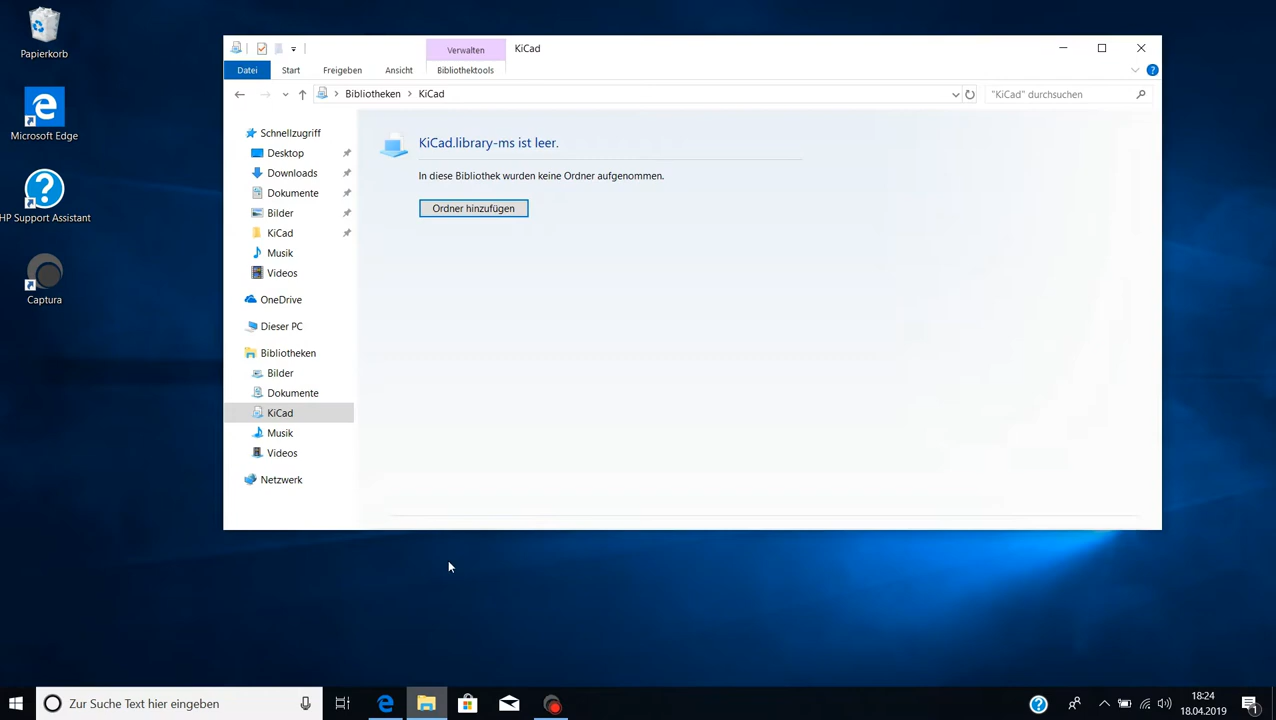 Papierkorb
Microsoft Edge
HP Support Assistant
Captura
Verwalten
KiCad
Datei
Start
Freigeben
Ansicht
Bibliothektools
Bibliotheken
KiCad
"KiCad" durchsuchen
Schnellzugriff
Desktop
Downloads
Dokumente
Bilder
KiCad
Musik
Videos
OneDrive
Dieser PC
Bibliotheken
Bilder
Dokumente
KiCad
Musik
Videos
Netzwerk
KiCad.library-ms ist leer.
In diese Bibliothek wurden keine Ordner aufgenommen.
Ordner hinzufügen
Zur Suche Text hier eingeben
18:24
18.04.2019
1